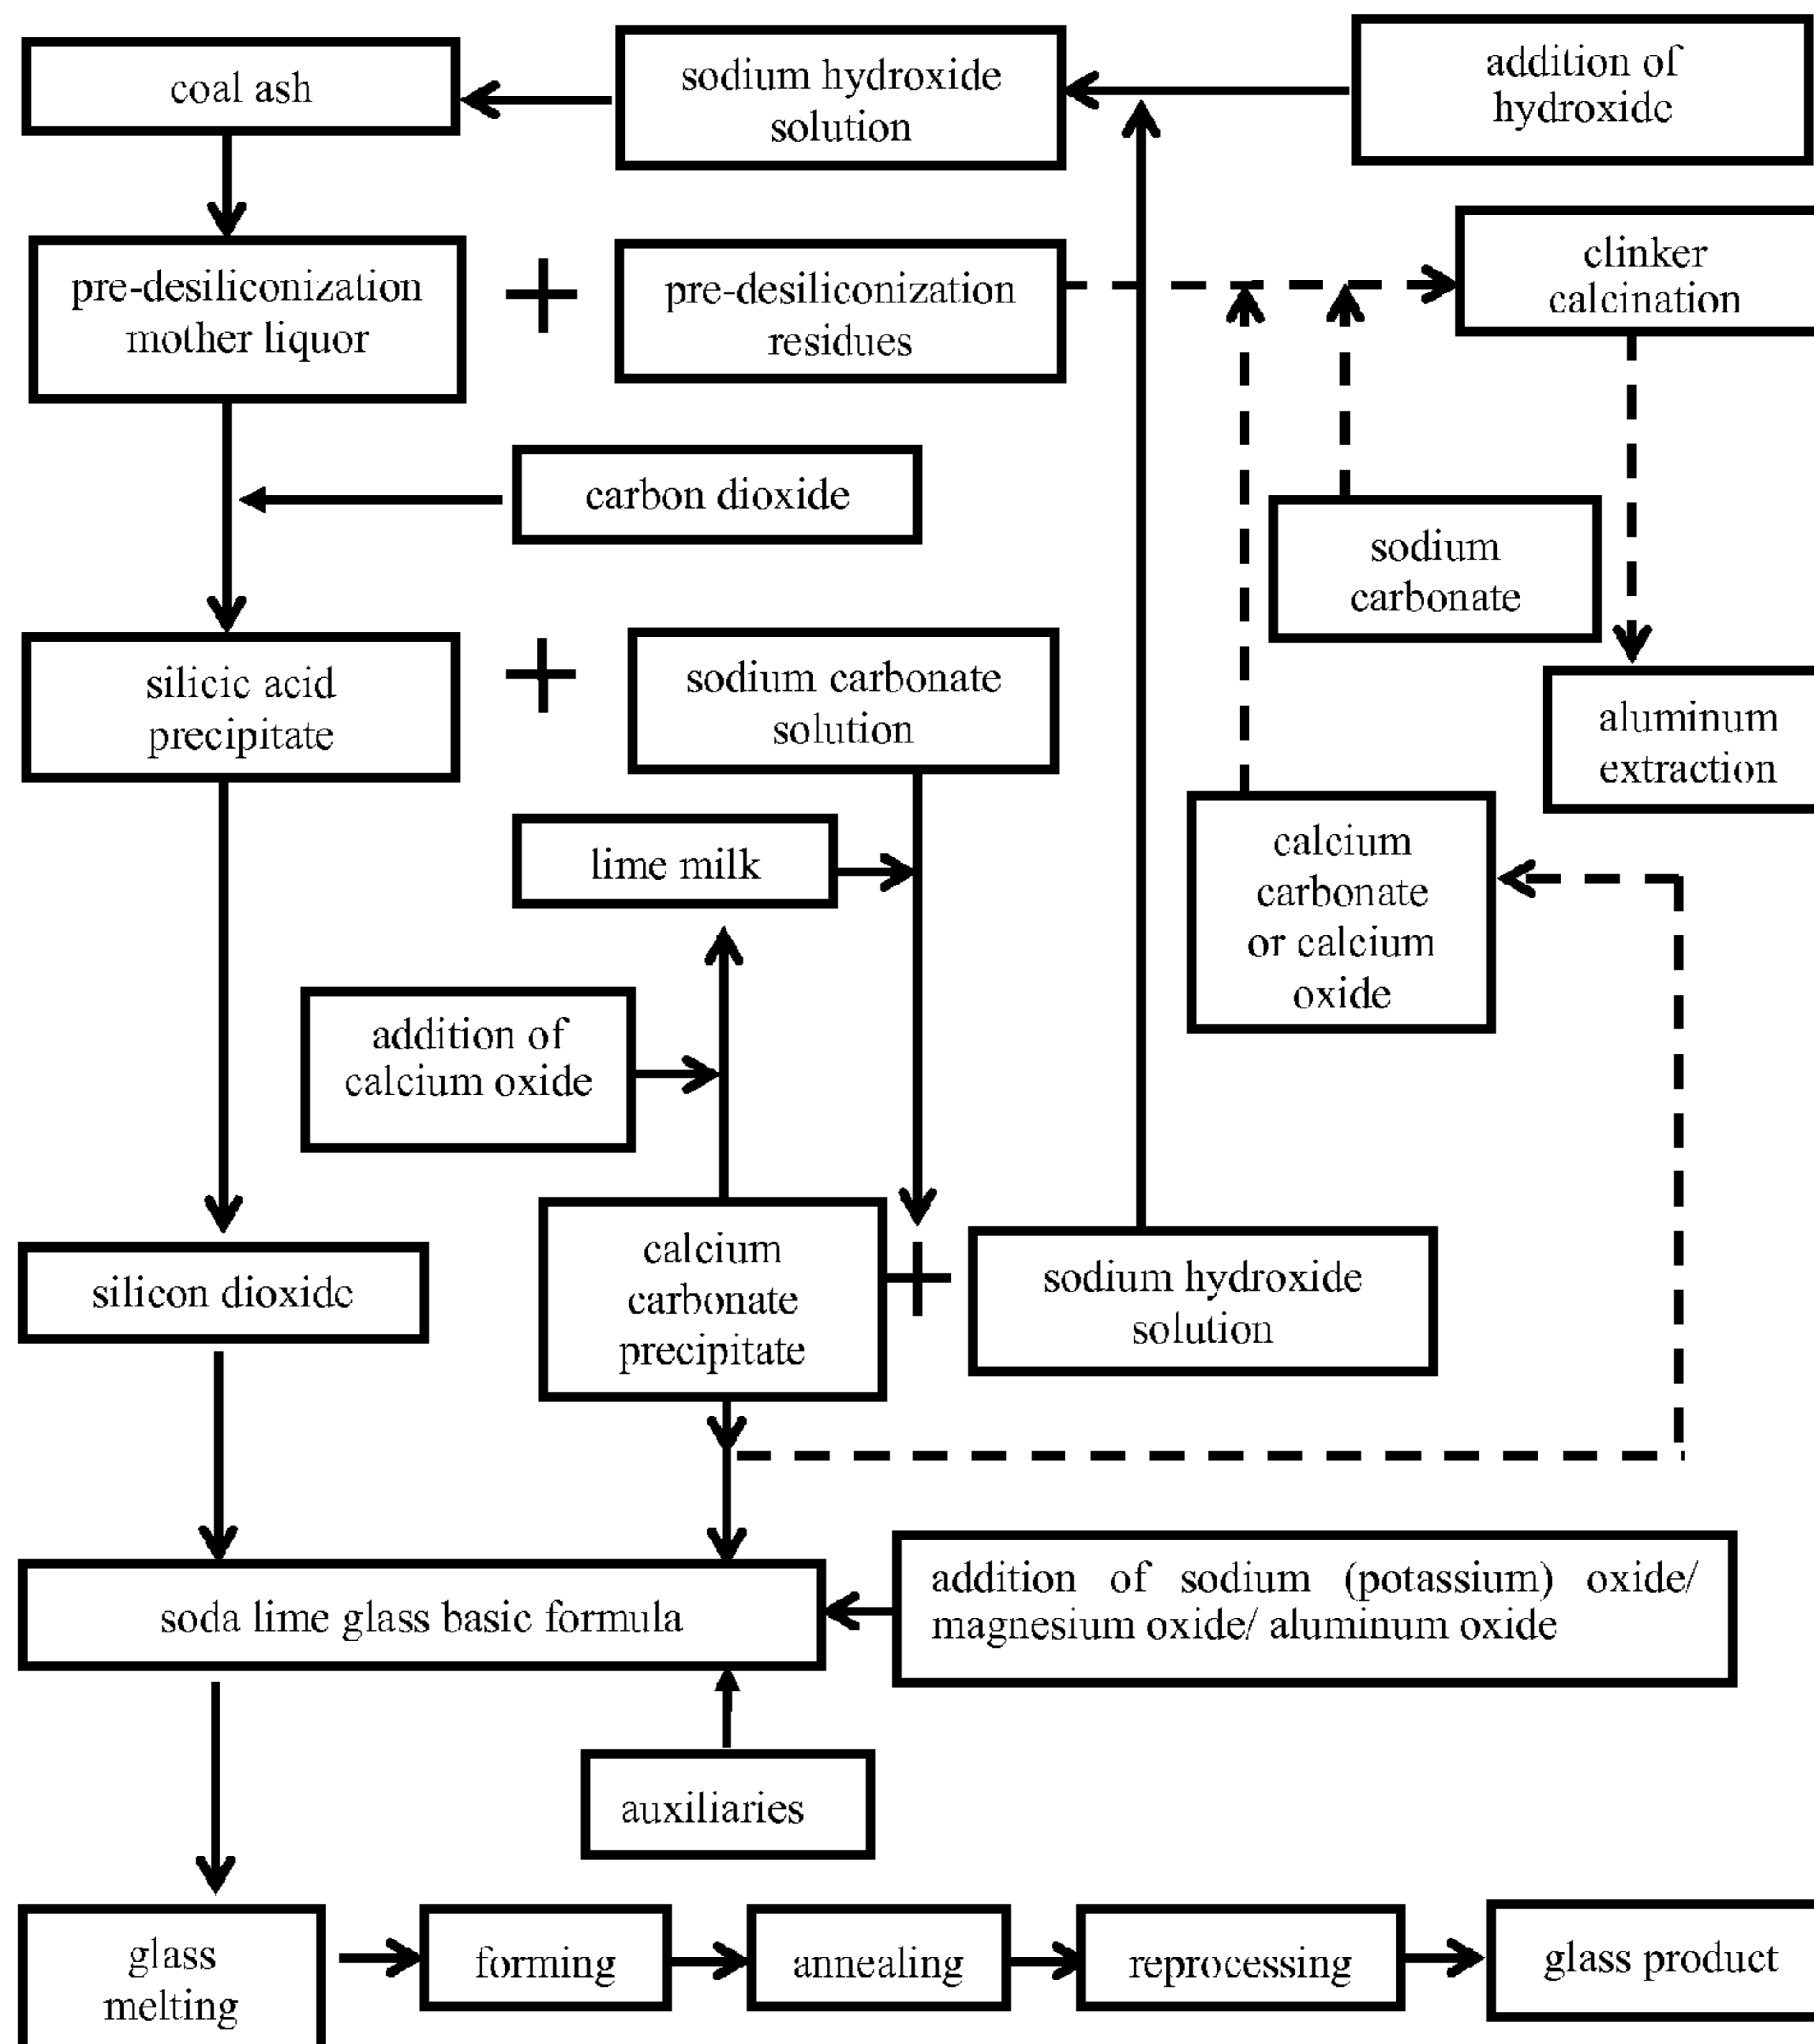 coal ash
sodium hydroxide
solution
addition of
hydroxide
pre-desiliconization
mother liquor
+
pre-desiliconization
residues
clinker
calcination
carbon dioxide
sodium
carbonate
silicic acid
precipitate
+
sodium carbonate
solution
aluminum
extraction
lime milk
calcium
carbonate
or calcium
oxide
addition of
calcium oxide
silicon dioxide
calcium
carbonate
precipitate
+
sodium hydroxide
solution
soda lime glass basic formula
addition of sodium (potassium) oxide/
magnesium oxide/ aluminum oxide
auxiliaries
glass
melting
forming
annealing
reprocessing
glass product